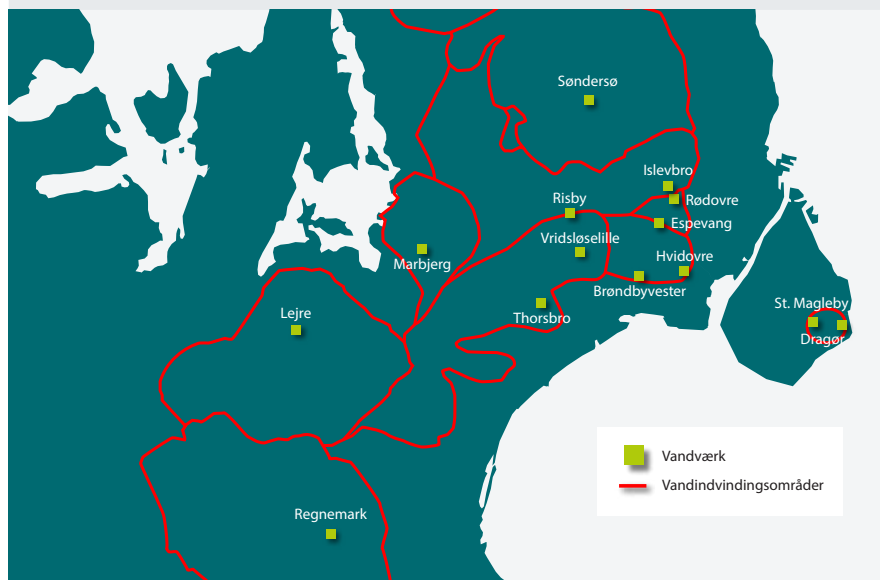 Søndersø
Islevbro
Rødovre
Risby
Espevang
Vridsløselille
Marbjerg
Hvidovre
Brøndbyvester
St. Magleby
Lejre
Thorsbro
Dragør
Vandværk
Vandindvindingsområder
Regnemark